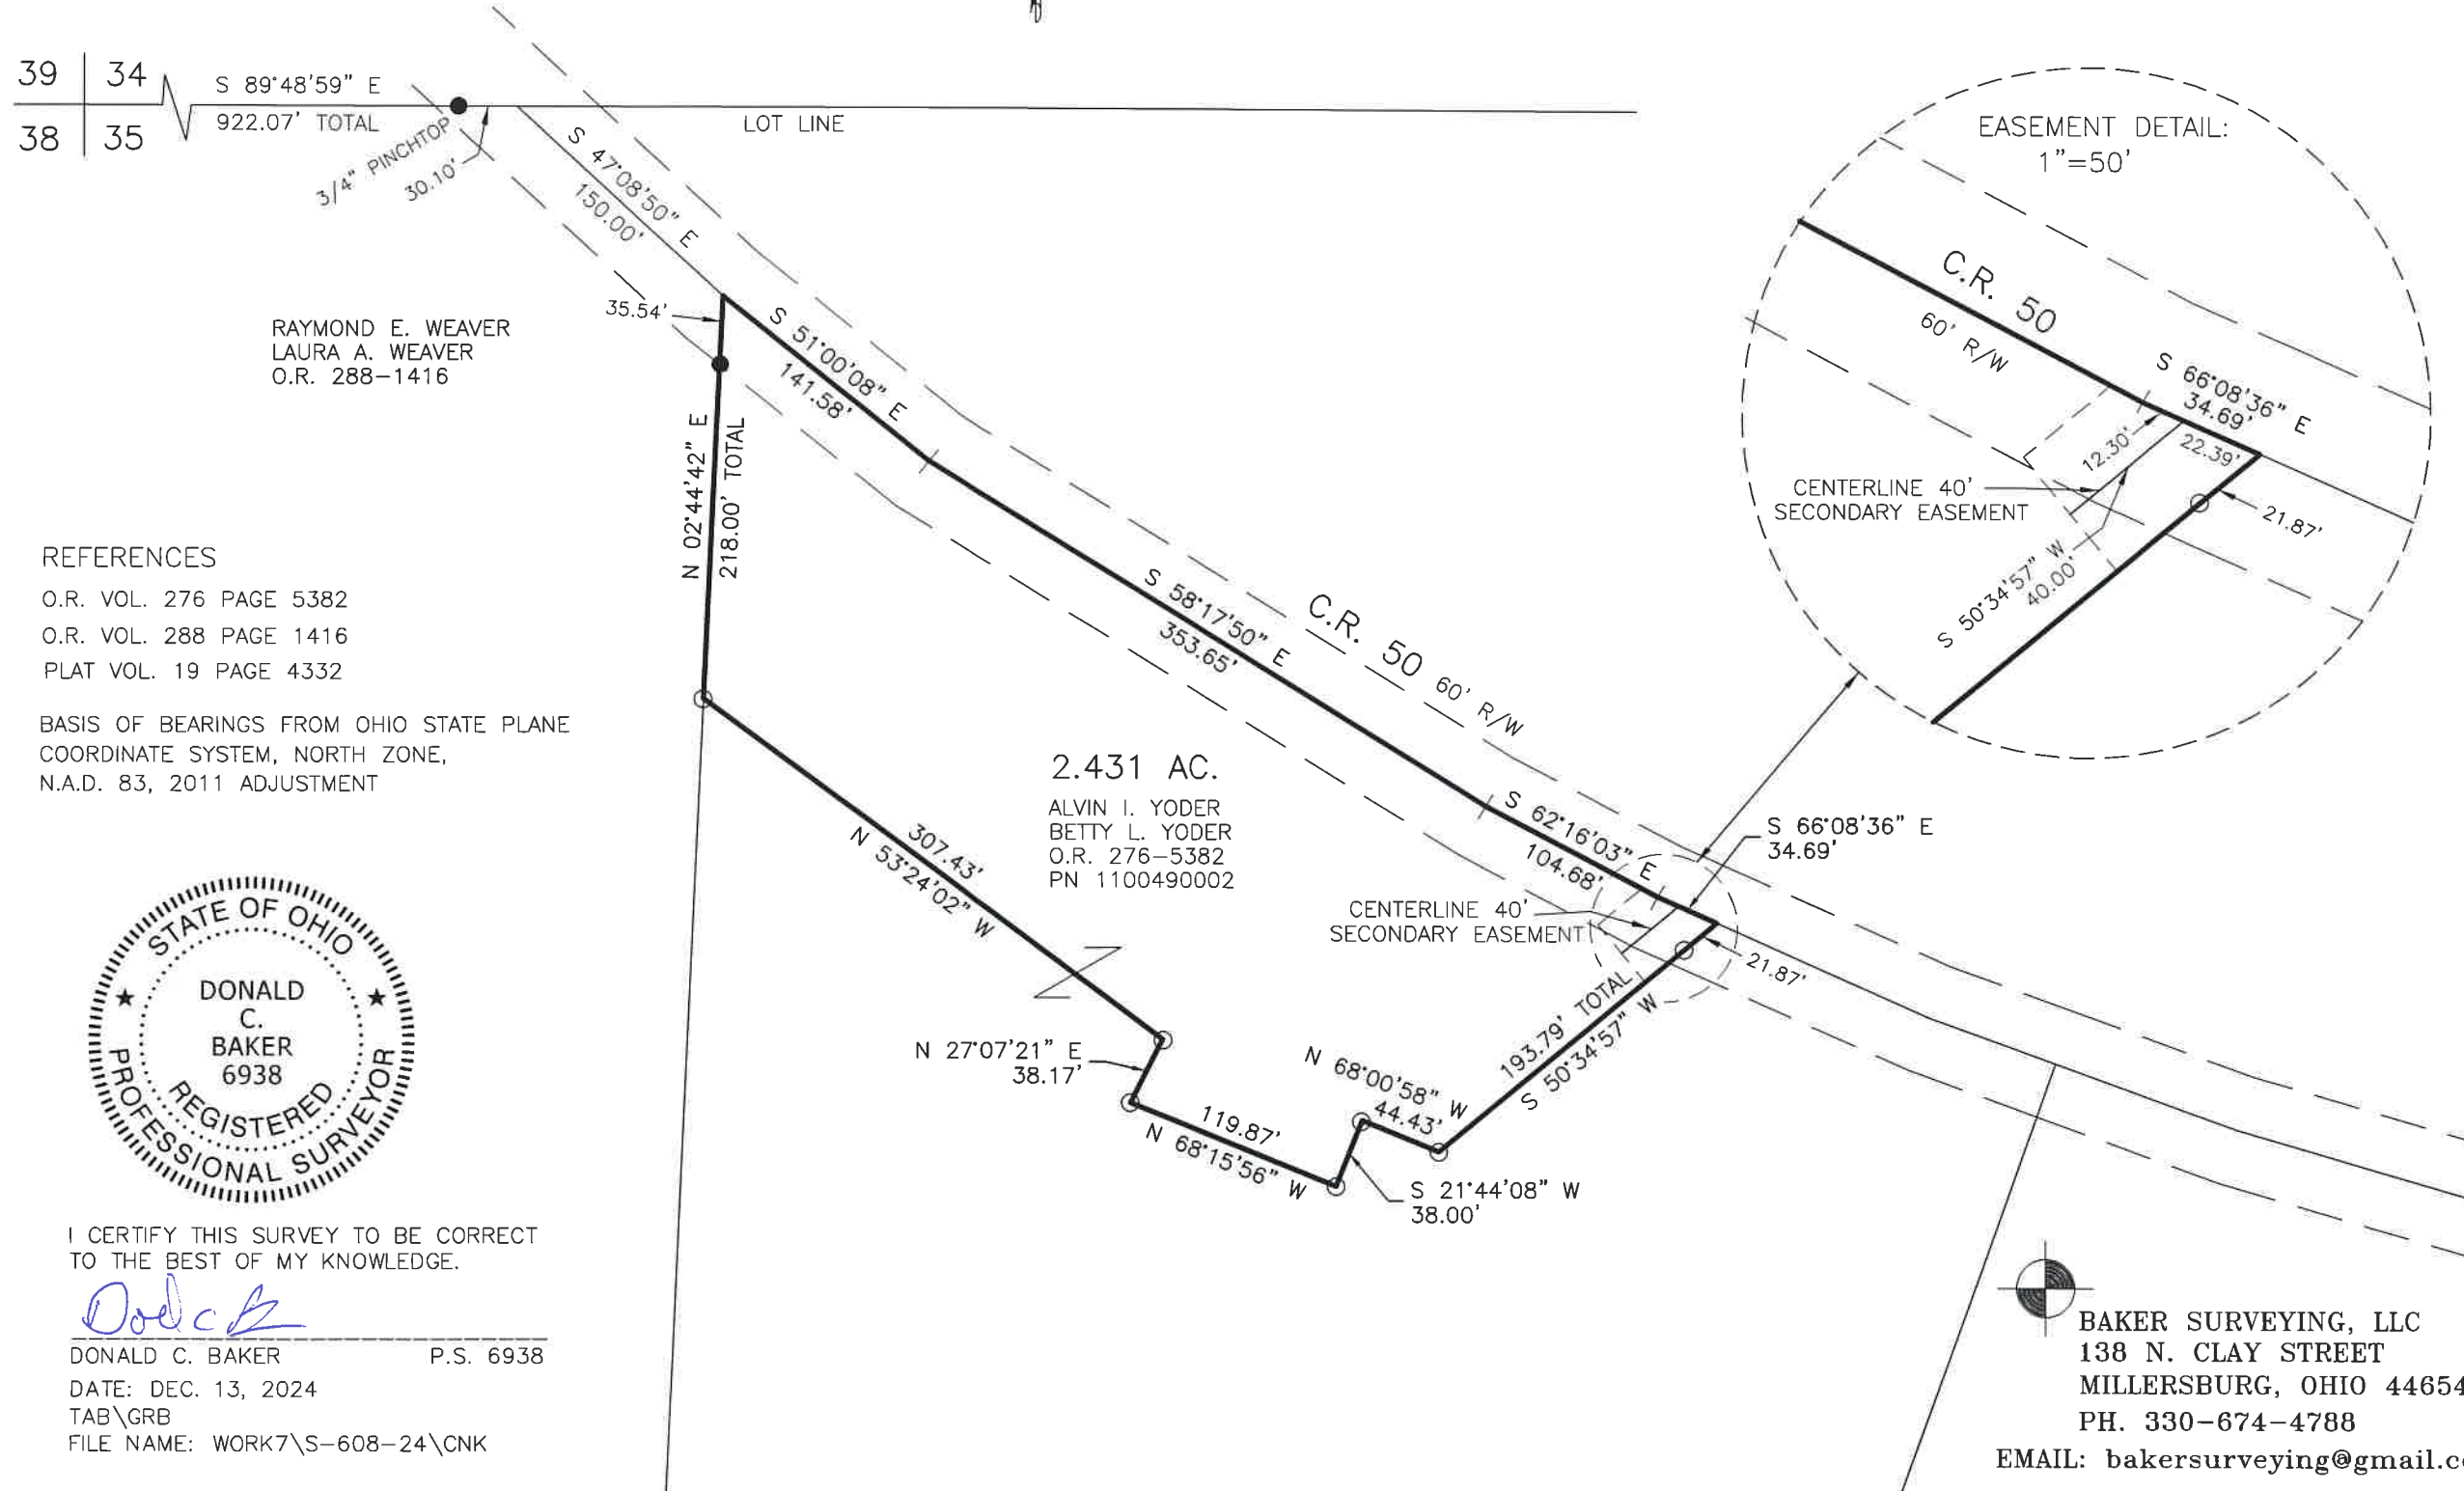 39 34
38 35
S 89°48'59" E
922.07' TOTAL
3/4" PINCHTOP
30.10'
LOT LINE
S 47°08'50" E
150.00'
35.54'
RAYMOND E. WEAVER
LAURA A. WEAVER
O.R. 288-1416
S 51°00'08" E
141.58'
N 02°44'42" E
218.00' TOTAL
S 58°17'50" E
353.65'
C.R. 50 60' R/W
EASEMENT DETAIL:
1"=50'
C.R. 50
60' R/W
S 66°08'36" E
34.69'
12.30'
22.39'
CENTERLINE 40'
SECONDARY EASEMENT
21.87'
S 50°34'57" W
40.00'
REFERENCES
O.R. VOL. 276 PAGE 5382
O.R. VOL. 288 PAGE 1416
PLAT VOL. 19 PAGE 4332
BASIS OF BEARINGS FROM OHIO STATE PLANE
COORDINATE SYSTEM, NORTH ZONE,
N.A.D. 83, 2011 ADJUSTMENT
2.431 AC.
ALVIN I. YODER
BETTY L. YODER
O.R. 276-5382
PN 1100490002
S 62°16'03" E
104.68'
S 66°08'36" E
34.69'
CENTERLINE 40'
SECONDARY EASEMENT
21.87'
307.43'
N 53°24'02" W
193.79' TOTAL
S 50°34'57" W
N 27°07'21" E
38.17'
N 68°00'58" W
44.43'
119.87'
N 68°15'56" W
S 21°44'08" W
38.00'
STATE OF OHIO
DONALD
C.
BAKER
6938
REGISTERED
PROFESSIONAL SURVEYOR
I CERTIFY THIS SURVEY TO BE CORRECT
TO THE BEST OF MY KNOWLEDGE.
DONALD C. BAKER P.S. 6938
DATE: DEC. 13, 2024
TAB\GRB
FILE NAME: WORK7\S-608-24\CNK
BAKER SURVEYING, LLC
138 N. CLAY STREET
MILLERSBURG, OHIO 44654
PH. 330-674-4788
EMAIL: bakersurveying@gmail.c